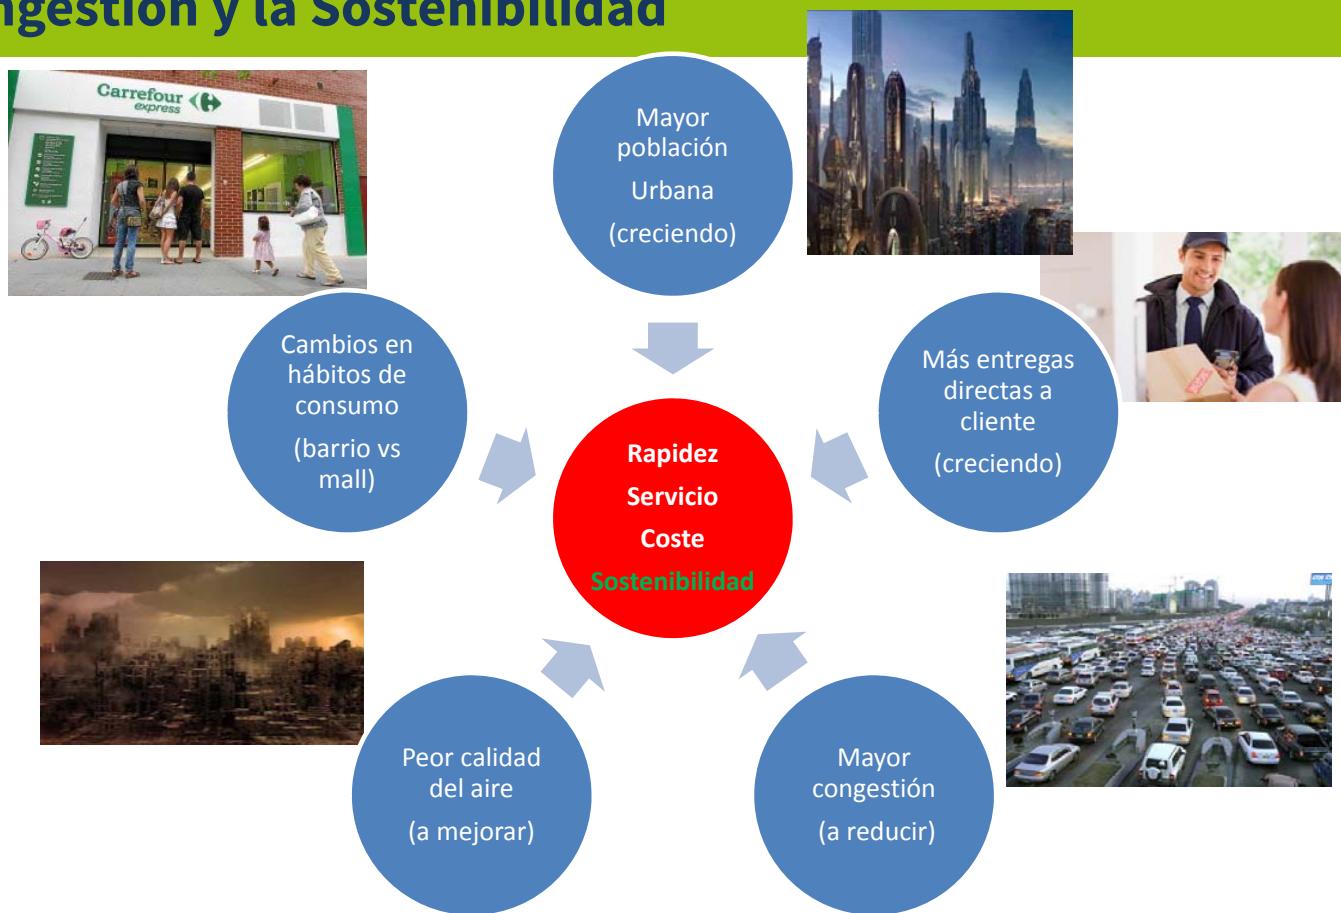 ngestión y la Sostenibilidad
Carrefour
express
Mayor
población
Urbana
(creciendo)
Cambios en
hábitos de
consumo
(barrio vs
mall)
Más entregas
directas a
cliente
(creciendo)
Rapidez
Servicio
Coste
Sostenibilidad
Peor calidad
del aire
(a mejorar)
Mayor
congestión
(a reducir)